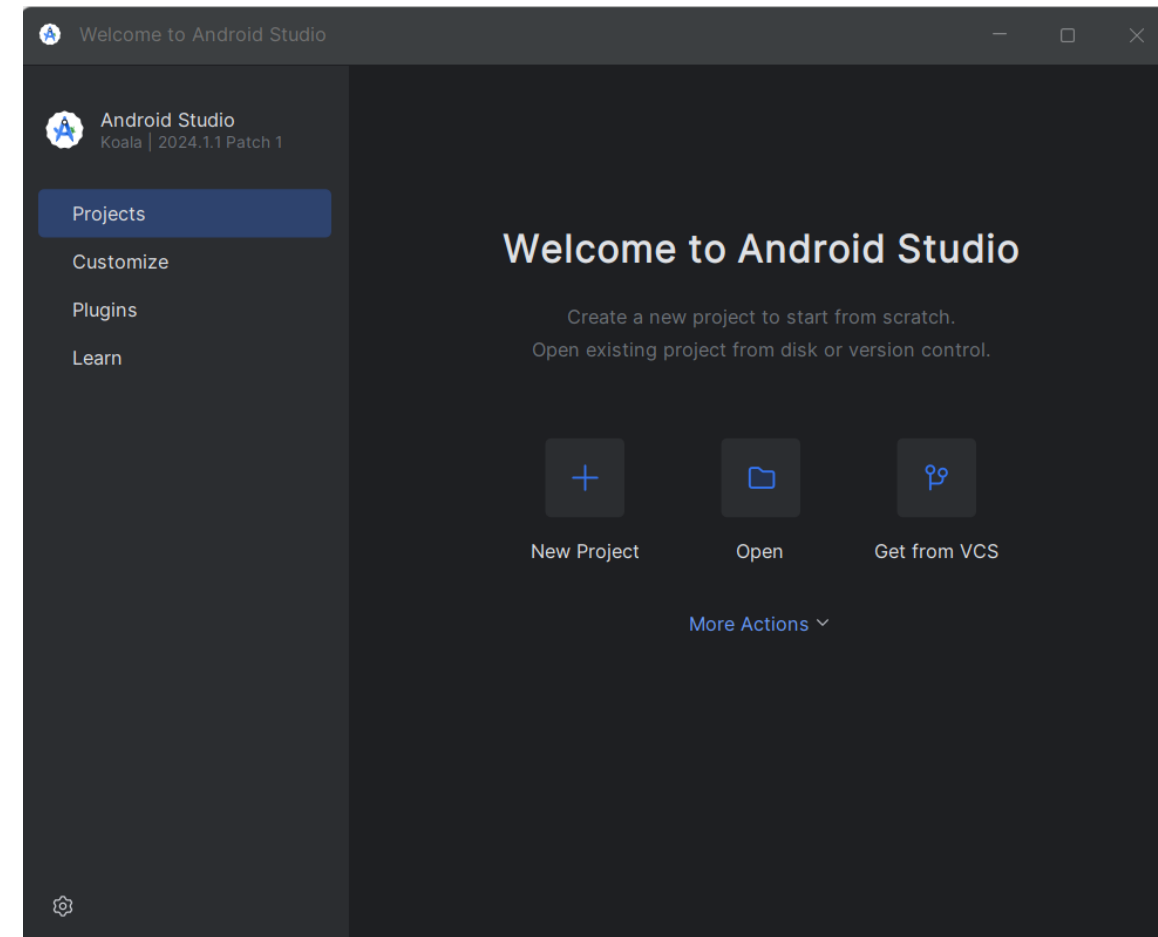 Welcome to Android Studio
Android Studio
Koala | 2024.1.1 Patch 1
Projects
Customize
Plugins
Learn
Welcome to Android Studio
Create a new project to start from scratch.
Open existing project from disk or version control.
New Project
Open
Get from VCS
More Actions